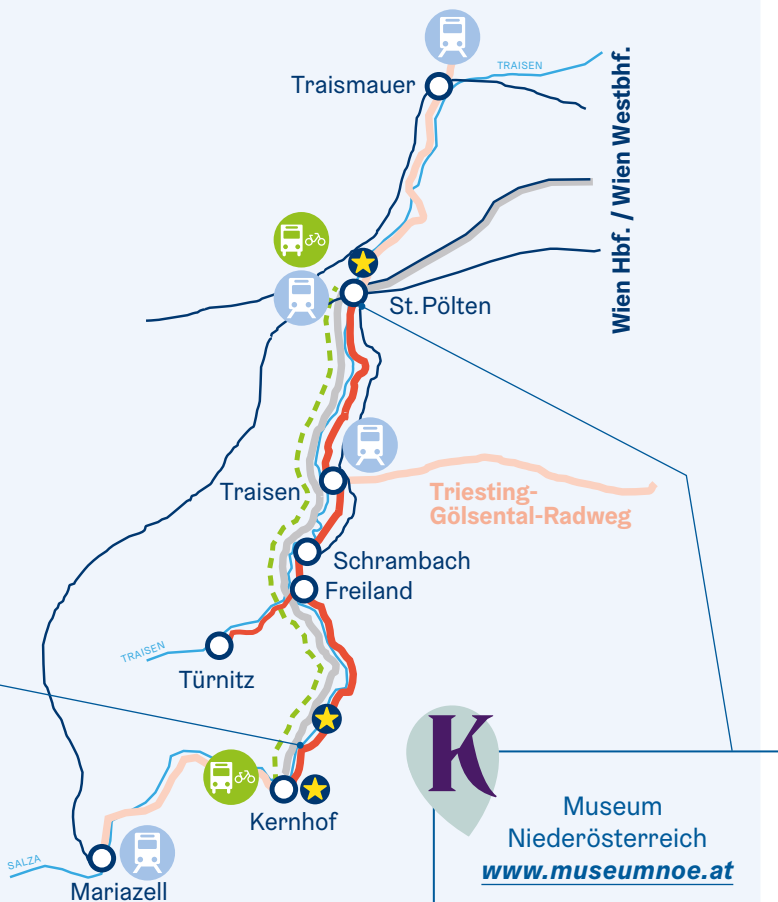 Traismauer
TRAISEN
Wien Hbf. / Wien Westbhf.
St. Pölten
Traisen
Triesting-
Gölsental-Radweg
Schrambach
Freiland
TRAISEN
Türnitz
Kernhof
SALZA
Mariazell
K
Museum
Niederösterreich
www.museumnoe.at